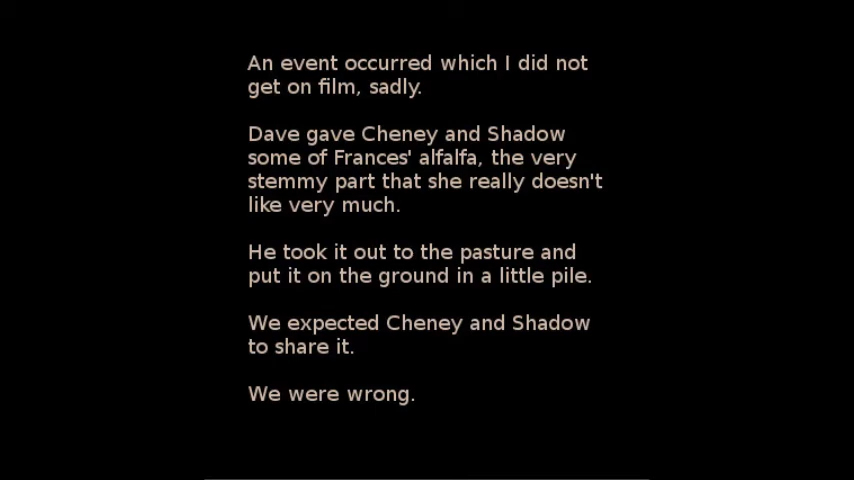 An event occurred which I did not
get on film, sadly.
Dave gave Cheney and Shadow
some of Frances' alfalfa, the very
stemmy part that she really doesn't
like very much.
He took it out to the pasture and
put it on the ground in a little pile.
We expected Cheney and Shadow
to share it.
We were wrong.